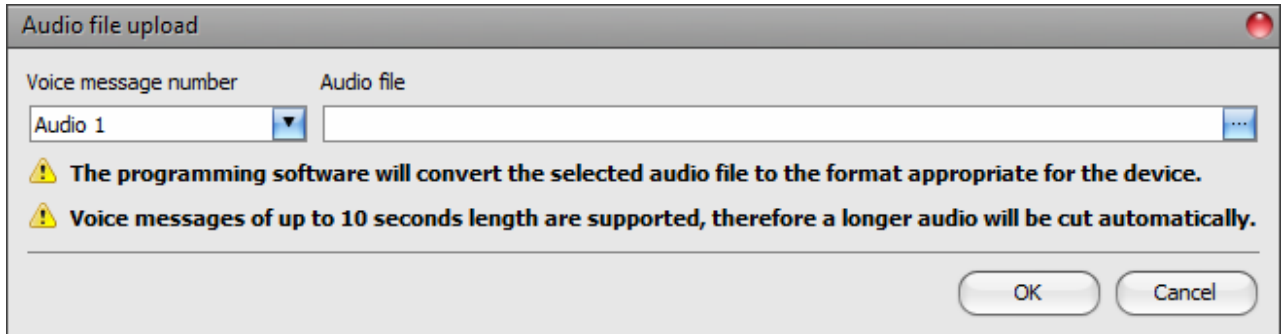 Audio file upload
Voice message number Audio file
Audio 1 ...
The programming software will convert the selected audio file to the format appropriate for the device.
Voice messages of up to 10 seconds length are supported, therefore a longer audio will be cut automatically.
OK Cancel